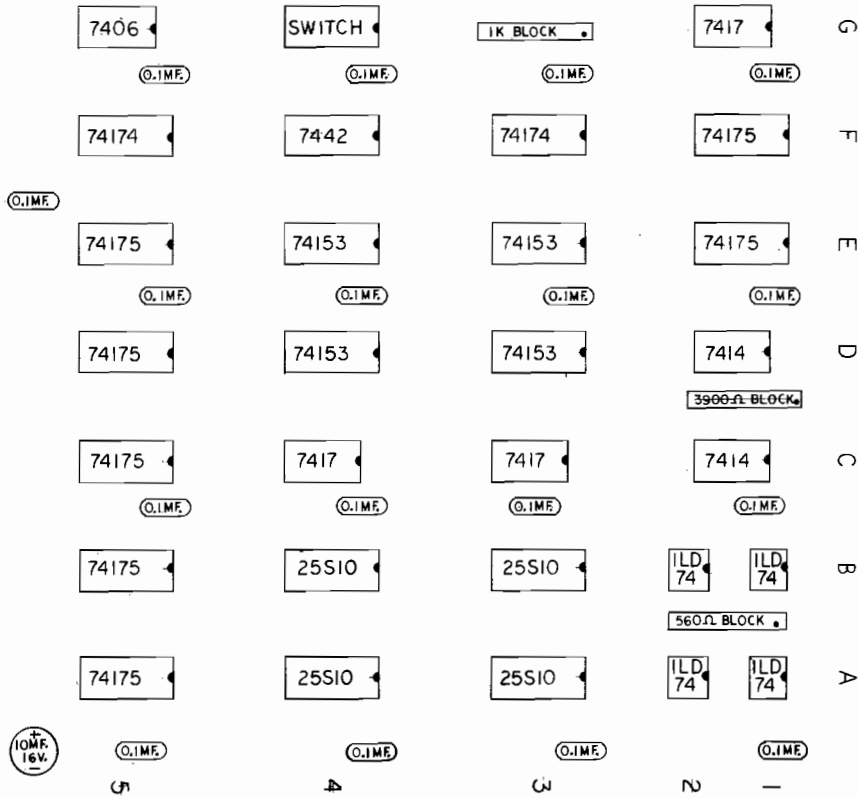 7406 SWITCH 1K BLOCK 7417 G
0.1MF. 0.1MF. 0.1MF. 0.1MF.
74174 7442 74174 74175 F
0.1MF.
74175 74153 74153 74175 E
0.1MF. 0.1MF. 0.1MF. 0.1MF.
74175 74153 74153 7414 D
3900Ω BLOCK
74175 7417 7417 7414 C
0.1MF. 0.1MF. 0.1MF. 0.1MF.
74175 25S10 25S10 ILD 74 ILD 74 B
560Ω BLOCK
74175 25S10 25S10 ILD 74 ILD 74 A
+ 10MF. 16V. − 0.1MF. 0.1MF. 0.1MF. 0.1MF.
5 4 3 2 1